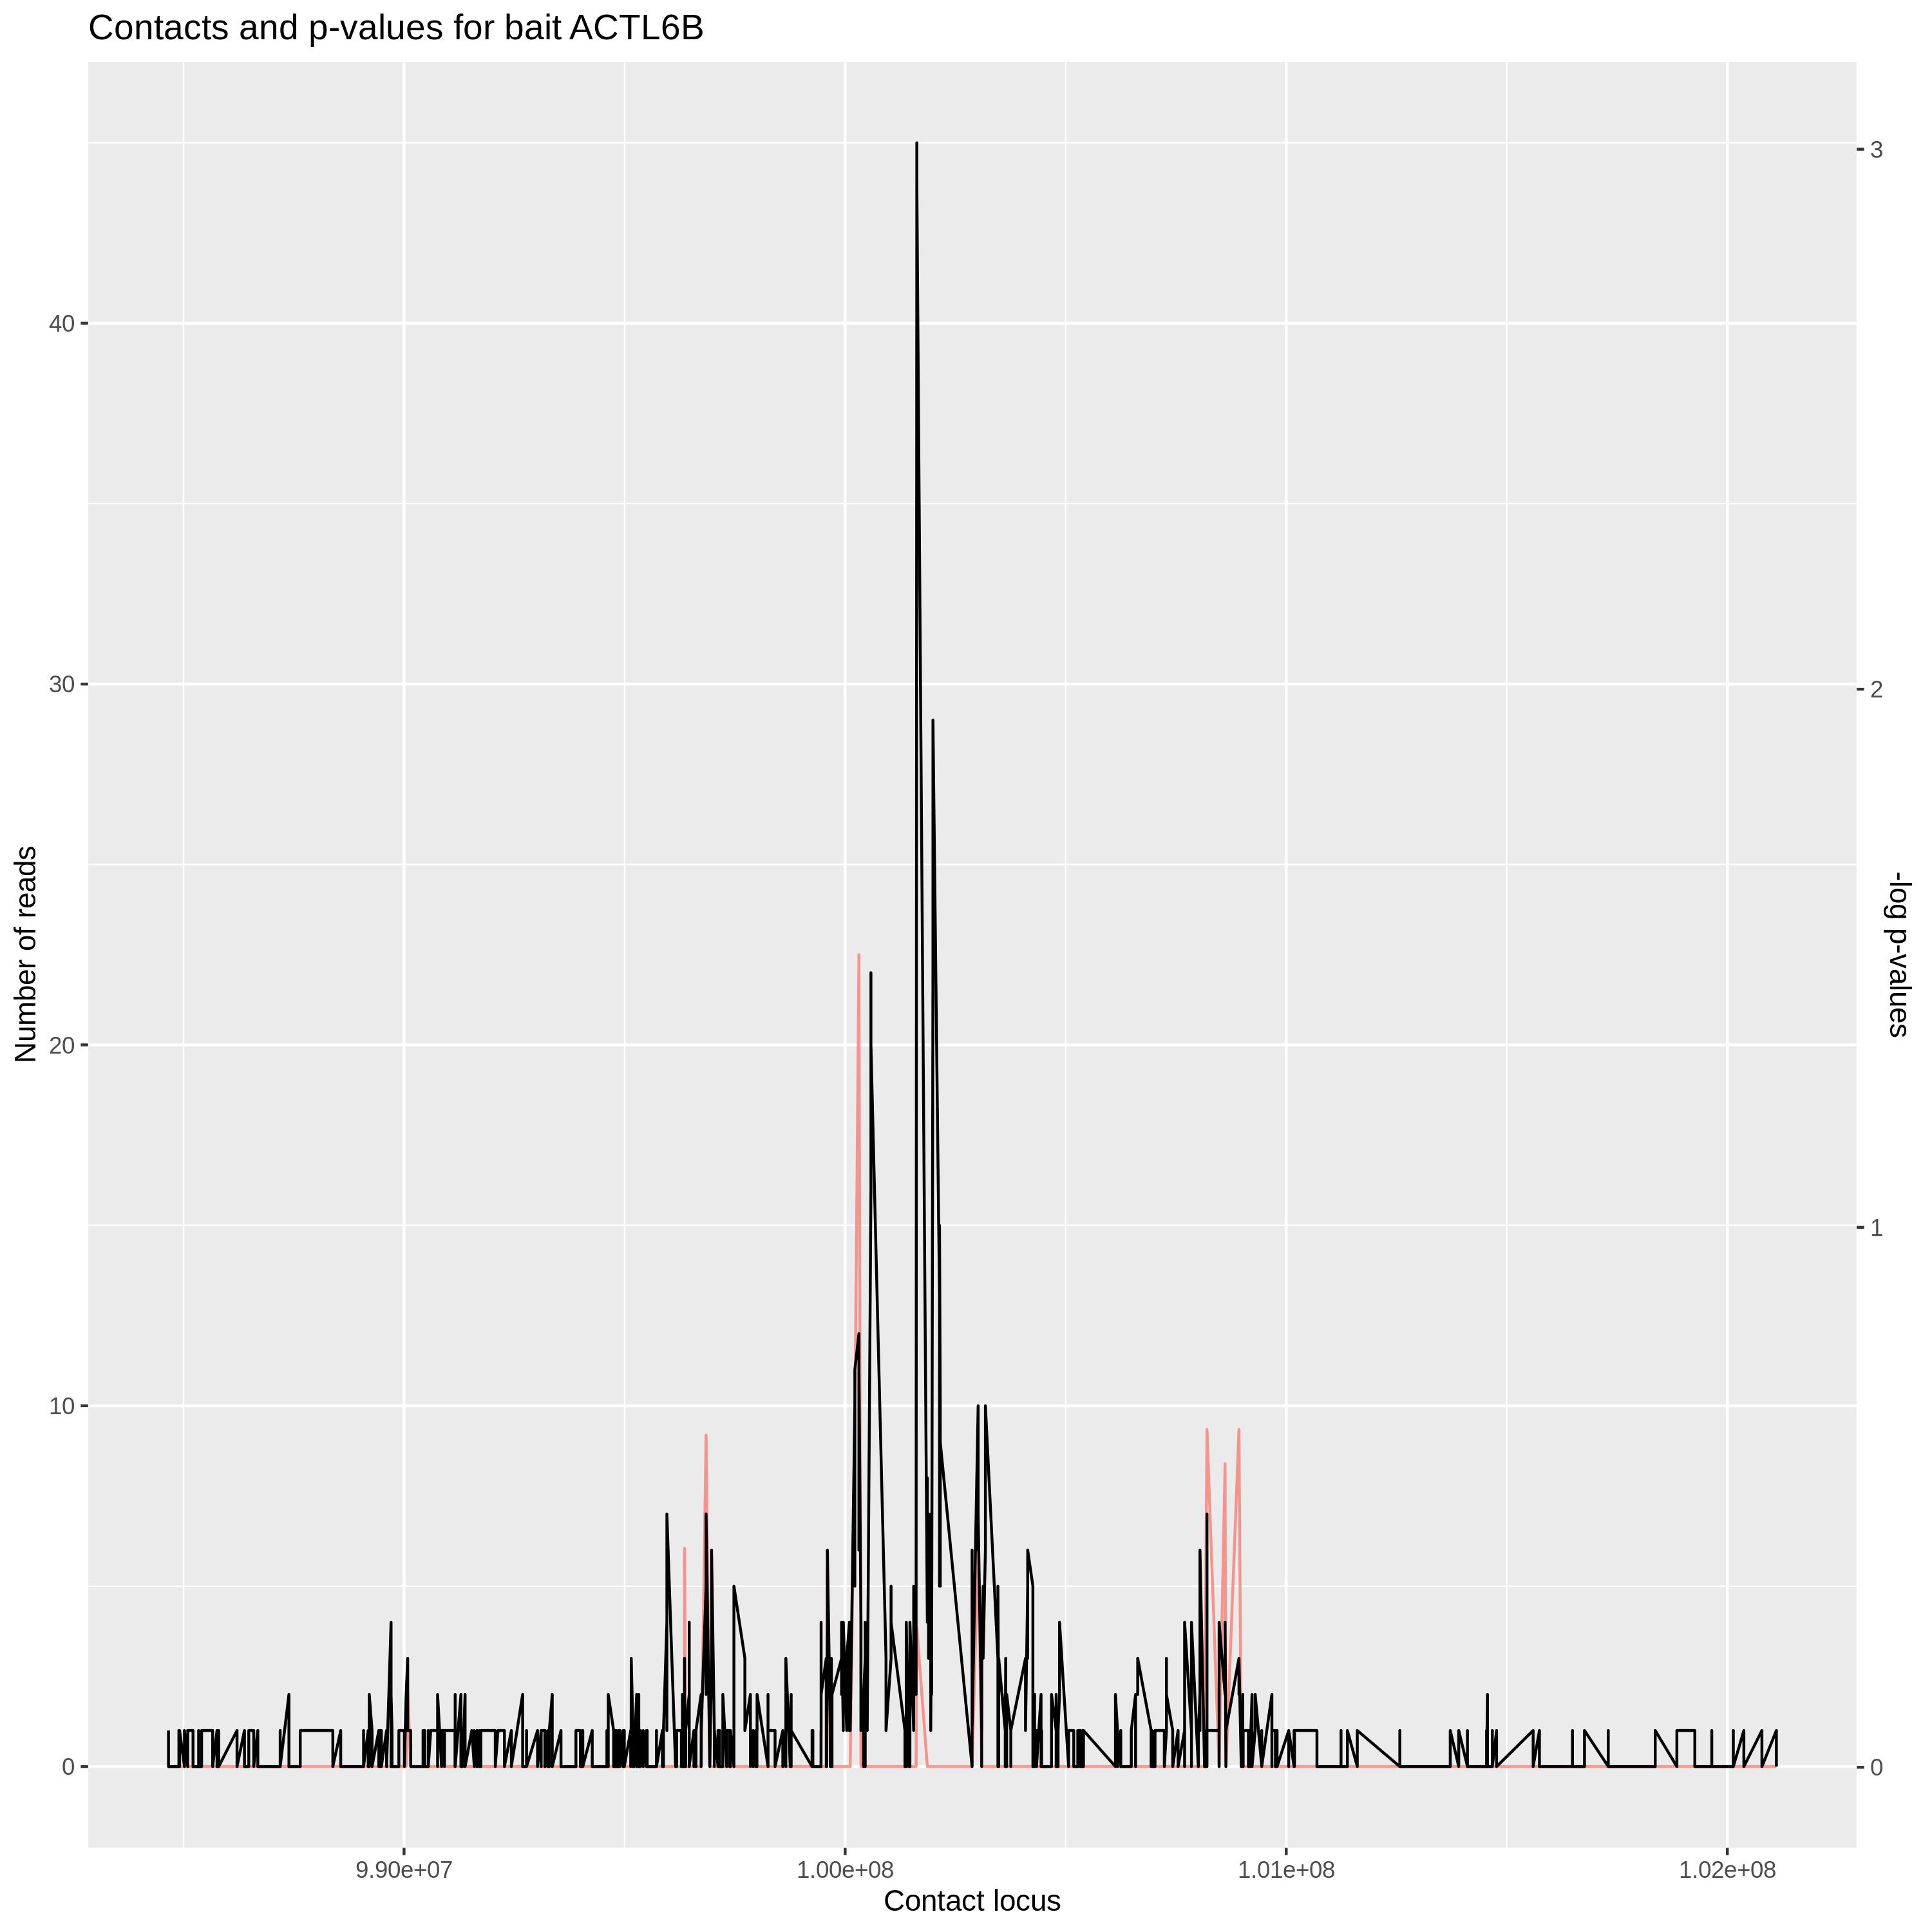 Contacts and p-values for bait ACTL6B
Number of reads
40
30
20
10
0
3
2
1
0
-log p-values
9.90e+07
1.00e+08
1.01e+08
1.02e+08
Contact locus